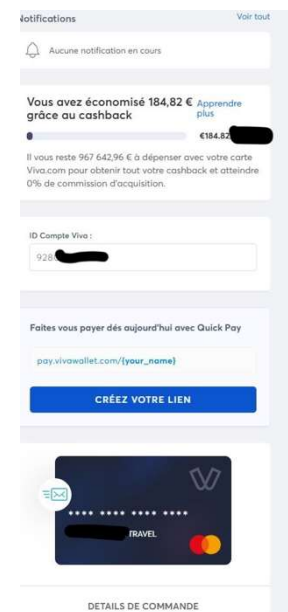 Notifications
Voir tout
Aucune notification en cours
Vous avez économisé 184,82 €
grâce au cashback
Apprendre
plus
€184.82
Il vous reste 967 642,96 € à dépenser avec votre carte
Viva.com pour obtenir tout votre cashback et atteindre
0% de commission d'acquisition.
ID Compte Viva :
928
Faites vous payer dés aujourd'hui avec Quick Pay
pay.vivawallet.com/{your_name}
CRÉEZ VOTRE LIEN
**** **** **** ****
TRAVEL
DETAILS DE COMMANDE